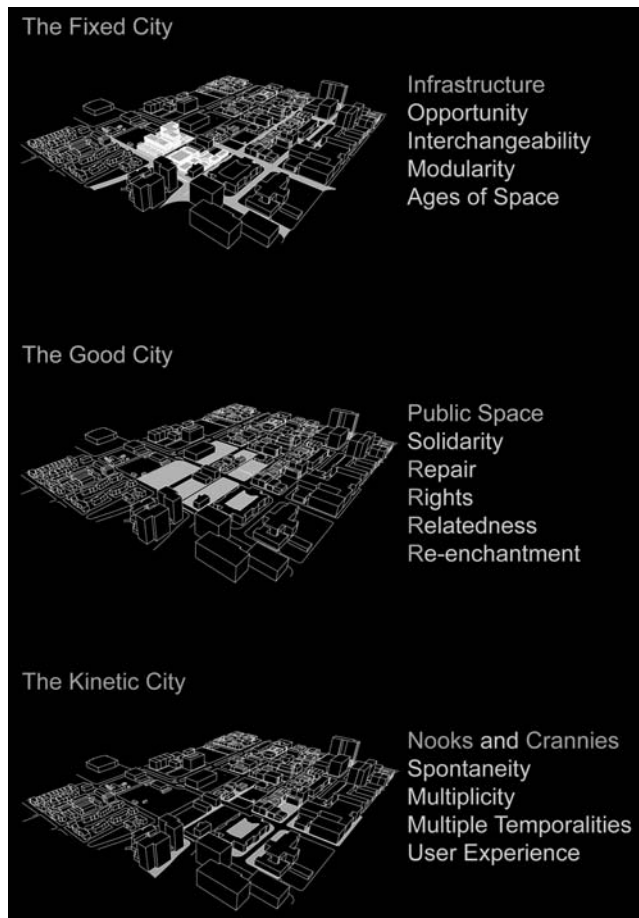 The Fixed City
Infrastructure
Opportunity
Interchangeability
Modularity
Ages of Space
The Good City
Public Space
Solidarity
Repair
Rights
Relatedness
Re-enchantment
The Kinetic City
Nooks and Crannies
Spontaneity
Multiplicity
Multiple Temporalities
User Experience